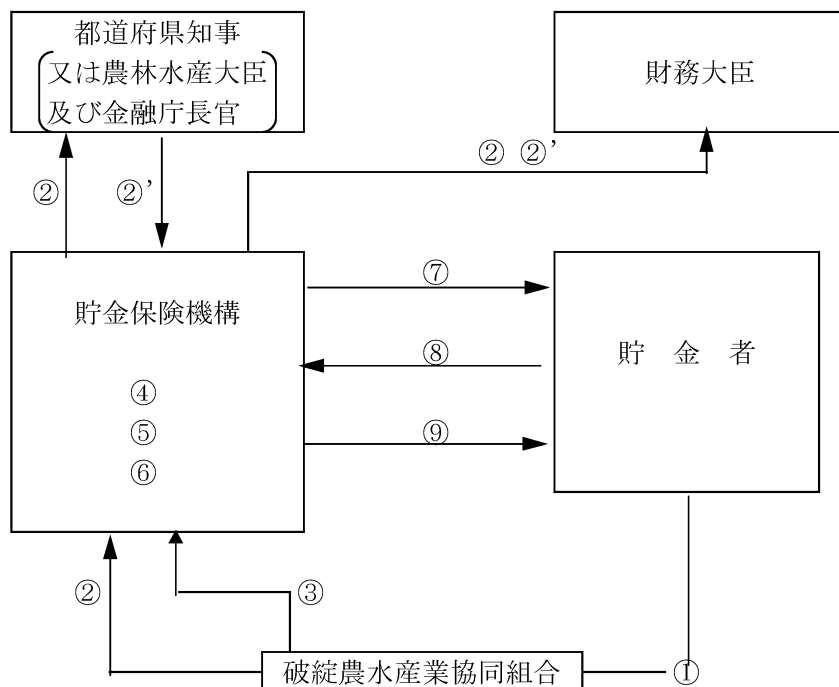 都道府県知事
又は農林水産大臣
及び金融庁長官
財務大臣
② ②’
②
②’
⑦
貯金保険機構
貯 金 者
⑧
④
⑤
⑨
⑥
②
③
破綻農水産業協同組合
①